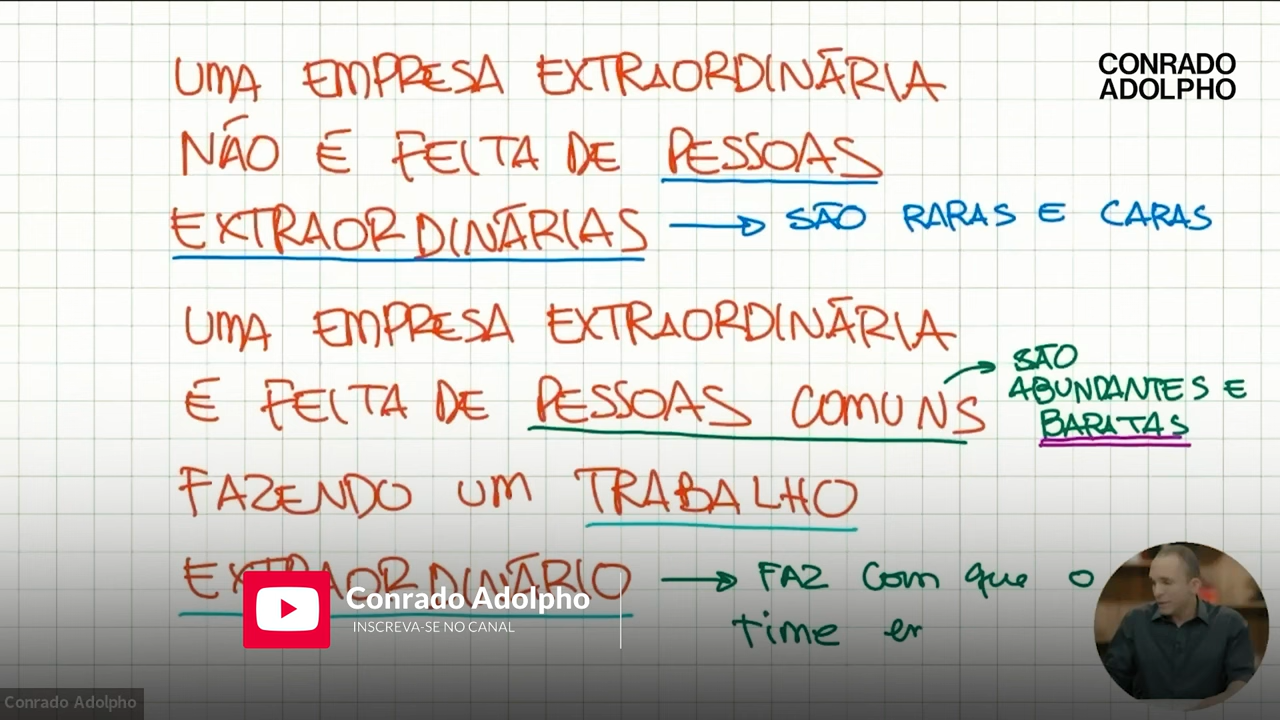 UMA EMPRESA EXTRAORDINÁRIA
CONRADO
ADOLPHO
NÃO É FEITA DE PESSOAS
EXTRAORDINÁRIAS → SÃO RARAS E CARAS
UMA EMPRESA EXTRAORDINÁRIA
É FEITA DE PESSOAS COMUNS → SÃO
ABUNDANTES E
BARATAS
FAZENDO UM TRABALHO
EXTRAORDINÁRIO → FAZ COM QUE O
TIME
Conrado Adolpho
INSCREVA-SE NO CANAL
Conrado Adolpho